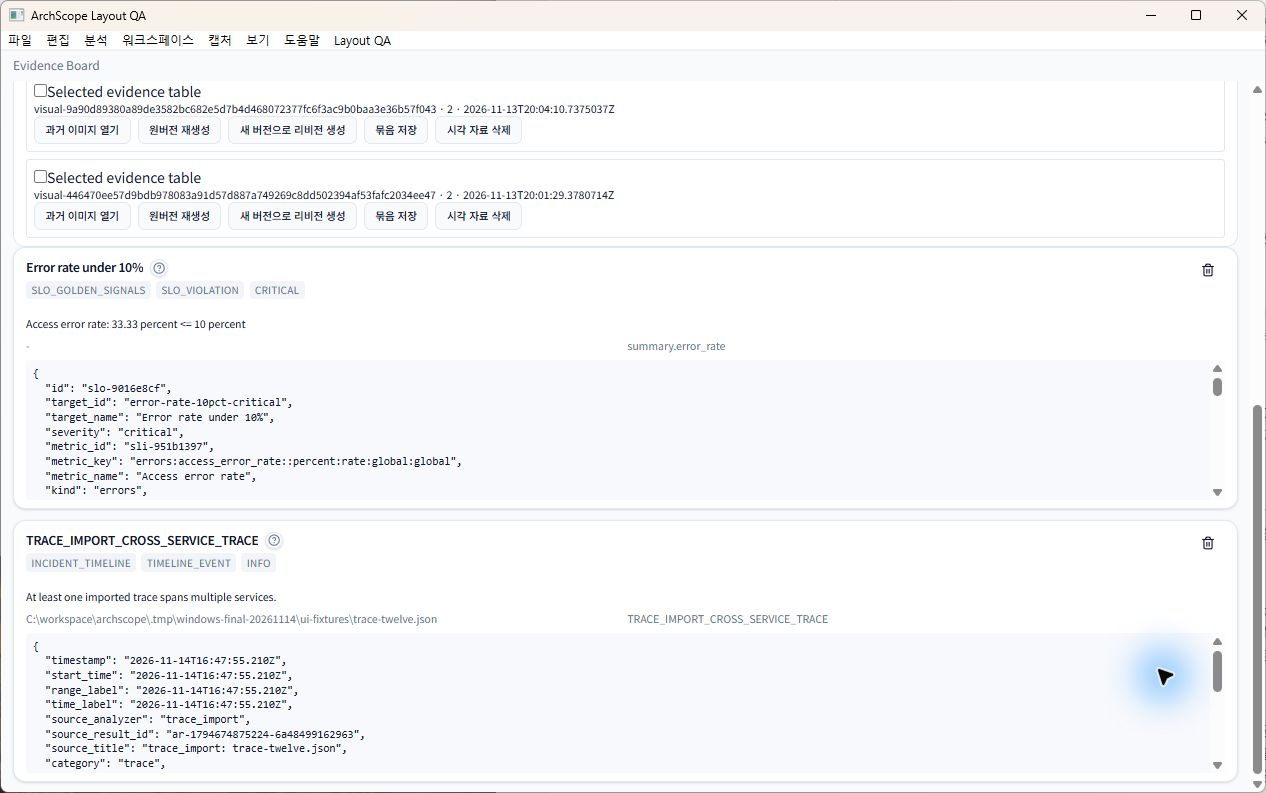 ArchScope Layout QA
파일 편집 분석 워크스페이스 캡처 보기 도움말 Layout QA
Evidence Board
Selected evidence table
visual-9a90d89380a89de3582bc682e5d7b4d468072377fc6f3ac9b0baa3e36b57f043 · 2 · 2026-11-13T20:04:10.7375037Z
과거 이미지 열기 원버전 재생성 새 버전으로 리비전 생성 묶음 저장 시각 자료 삭제
Selected evidence table
visual-446470ee57d9bdb978083a91d57d887a749269c8dd502394af53fafc2034ee47 · 2 · 2026-11-13T20:01:29.3780714Z
과거 이미지 열기 원버전 재생성 새 버전으로 리비전 생성 묶음 저장 시각 자료 삭제
Error rate under 10%
SLO_GOLDEN_SIGNALS SLO_VIOLATION CRITICAL
Access error rate: 33.33 percent <= 10 percent
- summary.error_rate
{
"id": "slo-9016e8cf",
"target_id": "error-rate-10pct-critical",
"target_name": "Error rate under 10%",
"severity": "critical",
"metric_id": "sli-951b1397",
"metric_key": "errors:access_error_rate::percent:rate:global:global",
"metric_name": "Access error rate",
"kind": "errors",
TRACE_IMPORT_CROSS_SERVICE_TRACE
INCIDENT_TIMELINE TIMELINE_EVENT INFO
At least one imported trace spans multiple services.
C:\workspace\archscope\.tmp\windows-final-20261114\ui-fixtures\trace-twelve.json TRACE_IMPORT_CROSS_SERVICE_TRACE
{
"timestamp": "2026-11-14T16:47:55.210Z",
"start_time": "2026-11-14T16:47:55.210Z",
"range_label": "2026-11-14T16:47:55.210Z",
"time_label": "2026-11-14T16:47:55.210Z",
"source_analyzer": "trace_import",
"source_result_id": "ar-1794674875224-6a48499162963",
"source_title": "trace_import: trace-twelve.json",
"category": "trace",